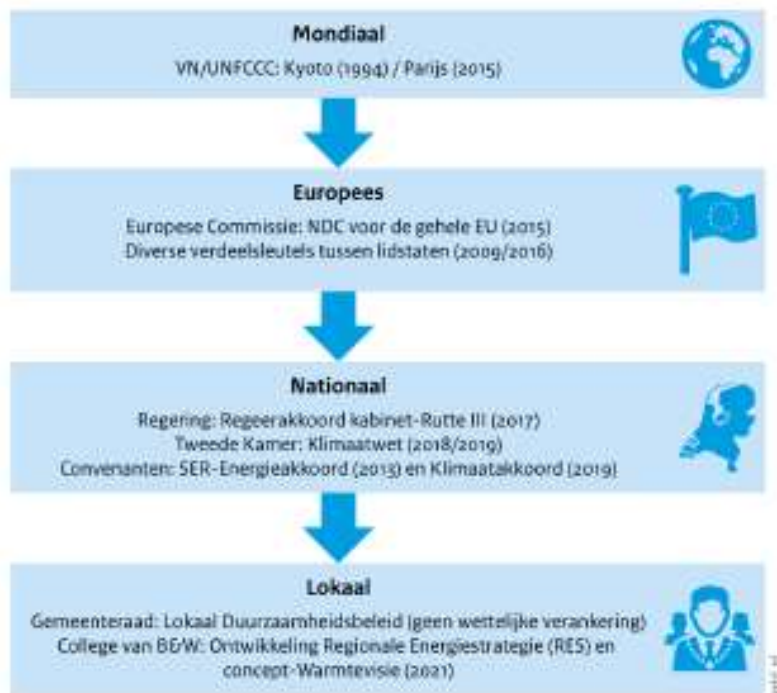 Mondiaal
VN/UNFCCC: Kyoto (1994) / Parijs (2015)
Europees
Europese Commissie: NDC voor de gehele EU (2015)
Diverse verdeelsleutels tussen lidstaten (2009/2016)
Nationaal
Regering: Regeerakkoord kabinet-Rutte III (2017)
Tweede Kamer: Klimaatwet (2018/2019)
Convenanten: SER-Energieakkoord (2013) en Klimaatakkoord (2019)
Lokaal
Gemeenteraad: Lokaal Duurzaamheidsbeleid (geen wettelijke verankering)
College van B&W: Ontwikkeling Regionale Energiestrategie (RES) en
concept-Warmtevisie (2021)